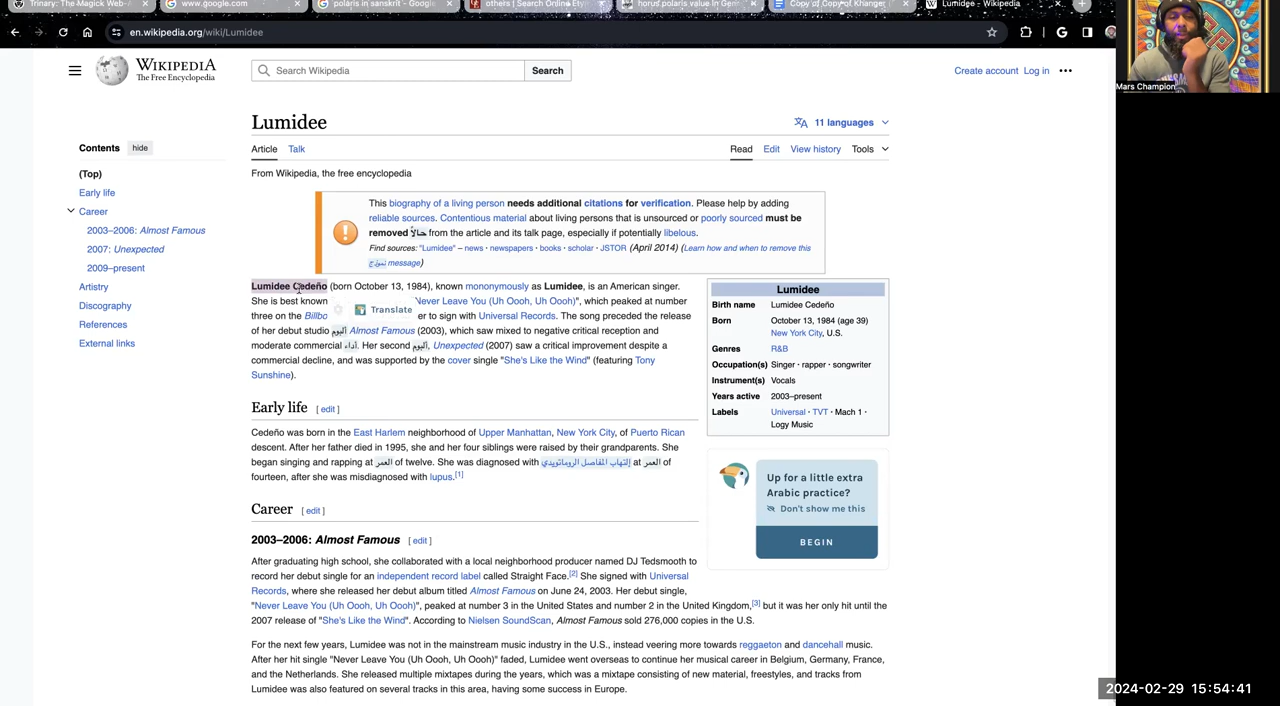 Trinary: The Magick Web-
www.google.com
polaris in sanskrit - Google
others | Search Online Ety
horus polaris value in Gem
Copy of Copy of Khanger
Lumidee - Wikipedia
en.wikipedia.org/wiki/Lumidee
Mars Champion
WIKIPEDIA
The Free Encyclopedia
Search Wikipedia
Search
Create account Log in
Lumidee
11 languages
Contents hide
Article Talk
Read Edit View history Tools
(Top)
Early life
Career
2003–2006: Almost Famous
2007: Unexpected
2009–present
Artistry
Discography
References
External links
From Wikipedia, the free encyclopedia
This biography of a living person needs additional citations for verification. Please help by adding
reliable sources. Contentious material about living persons that is unsourced or poorly sourced must be
removed حالاً from the article and its talk page, especially if potentially libelous.
Find sources: "Lumidee" – news · newspapers · books · scholar · JSTOR (April 2014) (Learn how and when to remove this
نموذج message)
Lumidee Cedeño (born October 13, 1984), known mononymously as Lumidee, is an American singer.
She is best known Never Leave You (Uh Oooh, Uh Oooh)", which peaked at number
Translate
three on the Billbo er to sign with Universal Records. The song preceded the release
of her debut studio ألبوم Almost Famous (2003), which saw mixed to negative critical reception and
moderate commercial أداء. Her second ألبوم, Unexpected (2007) saw a critical improvement despite a
commercial decline, and was supported by the cover single "She's Like the Wind" (featuring Tony
Sunshine).
Lumidee
Birth name Lumidee Cedeño
Born October 13, 1984 (age 39)
New York City, U.S.
Genres R&B
Occupation(s) Singer · rapper · songwriter
Instrument(s) Vocals
Years active 2003–present
Labels Universal · TVT · Mach 1 ·
Logy Music
Early life [ edit ]
Cedeño was born in the East Harlem neighborhood of Upper Manhattan, New York City, of Puerto Rican
descent. After her father died in 1995, she and her four siblings were raised by their grandparents. She
began singing and rapping at العمر of twelve. She was diagnosed with إلتهاب المفاصل الروماتويدي at العمر of
fourteen, after she was misdiagnosed with lupus.[1]
Up for a little extra
Arabic practice?
Don't show me this
BEGIN
Career [ edit ]
2003–2006: Almost Famous [ edit ]
After graduating high school, she collaborated with a local neighborhood producer named DJ Tedsmooth to
record her debut single for an independent record label called Straight Face.[2] She signed with Universal
Records, where she released her debut album titled Almost Famous on June 24, 2003. Her debut single,
"Never Leave You (Uh Oooh, Uh Oooh)", peaked at number 3 in the United States and number 2 in the United Kingdom,[3] but it was her only hit until the
2007 release of "She's Like the Wind". According to Nielsen SoundScan, Almost Famous sold 276,000 copies in the U.S.
For the next few years, Lumidee was not in the mainstream music industry in the U.S., instead veering more towards reggaeton and dancehall music.
After her hit single "Never Leave You (Uh Oooh, Uh Oooh)" faded, Lumidee went overseas to continue her musical career in Belgium, Germany, France,
and the Netherlands. She released multiple mixtapes during the years, which was a mixtape consisting of new material, freestyles, and tracks from
Lumidee was also featured on several tracks in this area, having some success in Europe.
2024-02-29 15:54:41